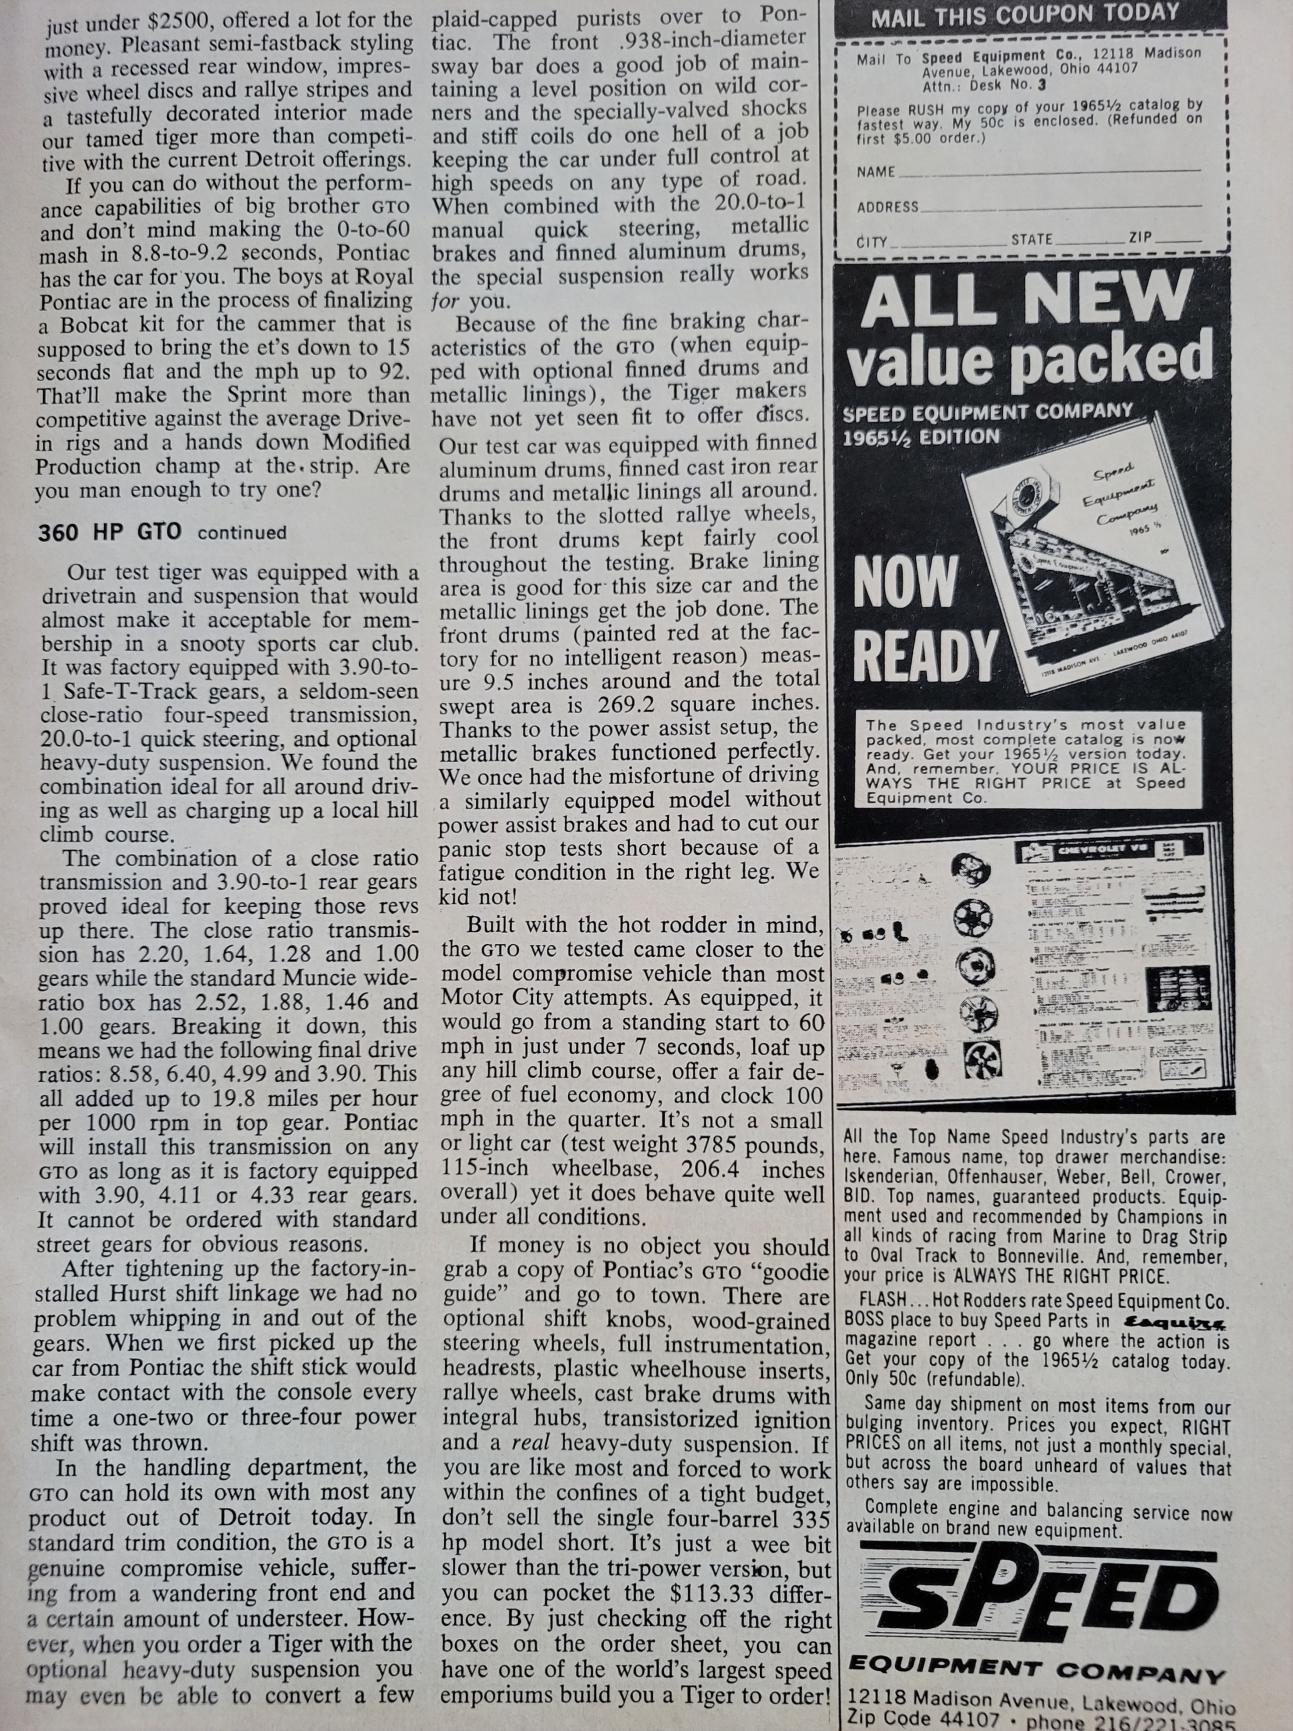 just under $2500, offered a lot for the
money. Pleasant semi-fastback styling
with a recessed rear window, impres-
sive wheel discs and rallye stripes and
a tastefully decorated interior made
our tamed tiger more than competi-
tive with the current Detroit offerings.
If you can do without the perform-
ance capabilities of big brother GTO
and don't mind making the 0-to-60
mash in 8.8-to-9.2 seconds, Pontiac
has the car for you. The boys at Royal
Pontiac are in the process of finalizing
a Bobcat kit for the cammer that is
supposed to bring the et's down to 15
seconds flat and the mph up to 92.
That'll make the Sprint more than
competitive against the average Drive-
in rigs and a hands down Modified
Production champ at the strip. Are
you man enough to try one?
360 HP GTO continued
Our test tiger was equipped with a
drivetrain and suspension that would
almost make it acceptable for mem-
bership in a snooty sports car club.
It was factory equipped with 3.90-to-
1 Safe-T-Track gears, a seldom-seen
close-ratio four-speed transmission,
20.0-to-1 quick steering, and optional
heavy-duty suspension. We found the
combination ideal for all around driv-
ing as well as charging up a local hill
climb course.
The combination of a close ratio
transmission and 3.90-to-1 rear gears
proved ideal for keeping those revs
up there. The close ratio transmis-
sion has 2.20, 1.64, 1.28 and 1.00
gears while the standard Muncie wide-
ratio box has 2.52, 1.88, 1.46 and
1.00 gears. Breaking it down, this
means we had the following final drive
ratios: 8.58, 6.40, 4.99 and 3.90. This
all added up to 19.8 miles per hour
per 1000 rpm in top gear. Pontiac
will install this transmission on any
GTO as long as it is factory equipped
with 3.90, 4.11 or 4.33 rear gears.
It cannot be ordered with standard
street gears for obvious reasons.
After tightening up the factory-in-
stalled Hurst shift linkage we had no
problem whipping in and out of the
gears. When we first picked up the
car from Pontiac the shift stick would
make contact with the console every
time a one-two or three-four power
shift was thrown.
In the handling department, the
GTO can hold its own with most any
product out of Detroit today. In
standard trim condition, the GTO is a
genuine compromise vehicle, suffer-
ing from a wandering front end and
a certain amount of understeer. How-
ever, when you order a Tiger with the
optional heavy-duty suspension you
may even be able to convert a few
plaid-capped purists over to Pon-
tiac. The front .938-inch-diameter
sway bar does a good job of main-
taining a level position on wild cor-
ners and the specially-valved shocks
and stiff coils do one hell of a job
keeping the car under full control at
high speeds on any type of road.
When combined with the 20.0-to-1
manual quick steering, metallic
brakes and finned aluminum drums,
the special suspension really works
for you.
Because of the fine braking char-
acteristics of the GTO (when equip-
ped with optional finned drums and
metallic linings), the Tiger makers
have not yet seen fit to offer discs.
Our test car was equipped with finned
aluminum drums, finned cast iron rear
drums and metallic linings all around.
Thanks to the slotted rallye wheels,
the front drums kept fairly cool
throughout the testing. Brake lining
area is good for this size car and the
metallic linings get the job done. The
front drums (painted red at the fac-
tory for no intelligent reason) meas-
ure 9.5 inches around and the total
swept area is 269.2 square inches.
Thanks to the power assist setup, the
metallic brakes functioned perfectly.
We once had the misfortune of driving
a similarly equipped model without
power assist brakes and had to cut our
panic stop tests short because of a
fatigue condition in the right leg. We
kid not!
Built with the hot rodder in mind,
the GTO we tested came closer to the
model compromise vehicle than most
Motor City attempts. As equipped, it
would go from a standing start to 60
mph in just under 7 seconds, loaf up
any hill climb course, offer a fair de-
gree of fuel economy, and clock 100
mph in the quarter. It's not a small
or light car (test weight 3785 pounds,
115-inch wheelbase, 206.4 inches
overall) yet it does behave quite well
under all conditions.
If money is no object you should
grab a copy of Pontiac's GTO "goodie
guide" and go to town. There are
optional shift knobs, wood-grained
steering wheels, full instrumentation,
headrests, plastic wheelhouse inserts,
rallye wheels, cast brake drums with
integral hubs, transistorized ignition
and a real heavy-duty suspension. If
you are like most and forced to work
within the confines of a tight budget,
don't sell the single four-barrel 335
hp model short. It's just a wee bit
slower than the tri-power version, but
you can pocket the $113.33 differ-
ence. By just checking off the right
boxes on the order sheet, you can
have one of the world's largest speed
emporiums build you a Tiger to order!
MAIL THIS COUPON TODAY
Mail To Speed Equipment Co., 12118 Madison
Avenue, Lakewood, Ohio 44107
Attn.: Desk No. 3
Please RUSH my copy of your 1965½ catalog by
fastest way. My 50c is enclosed. (Refunded on
first $5.00 order.)
NAME
ADDRESS
CITY STATE ZIP
ALL NEW
value packed
SPEED EQUIPMENT COMPANY
1965½ EDITION
Speed
Equipment
Company
1965 ½
12118 MADISON AVE · LAKEWOOD OHIO 44107
NOW
READY
The Speed Industry's most value
packed, most complete catalog is now
ready. Get your 1965½ version today.
And, remember, YOUR PRICE IS AL-
WAYS THE RIGHT PRICE at Speed
Equipment Co.
CHEVROLET V8
All the Top Name Speed Industry's parts are
here. Famous name, top drawer merchandise:
Iskenderian, Offenhauser, Weber, Bell, Crower,
BID. Top names, guaranteed products. Equip-
ment used and recommended by Champions in
all kinds of racing from Marine to Drag Strip
to Oval Track to Bonneville. And, remember,
your price is ALWAYS THE RIGHT PRICE.
FLASH...Hot Rodders rate Speed Equipment Co.
BOSS place to buy Speed Parts in Esquire
magazine report . . . go where the action is
Get your copy of the 1965½ catalog today.
Only 50c (refundable).
Same day shipment on most items from our
bulging inventory. Prices you expect, RIGHT
PRICES on all items, not just a monthly special,
but across the board unheard of values that
others say are impossible.
Complete engine and balancing service now
available on brand new equipment.
SPEED
EQUIPMENT COMPANY
12118 Madison Avenue, Lakewood, Ohio
Zip Code 44107 • phone 216/221-3085